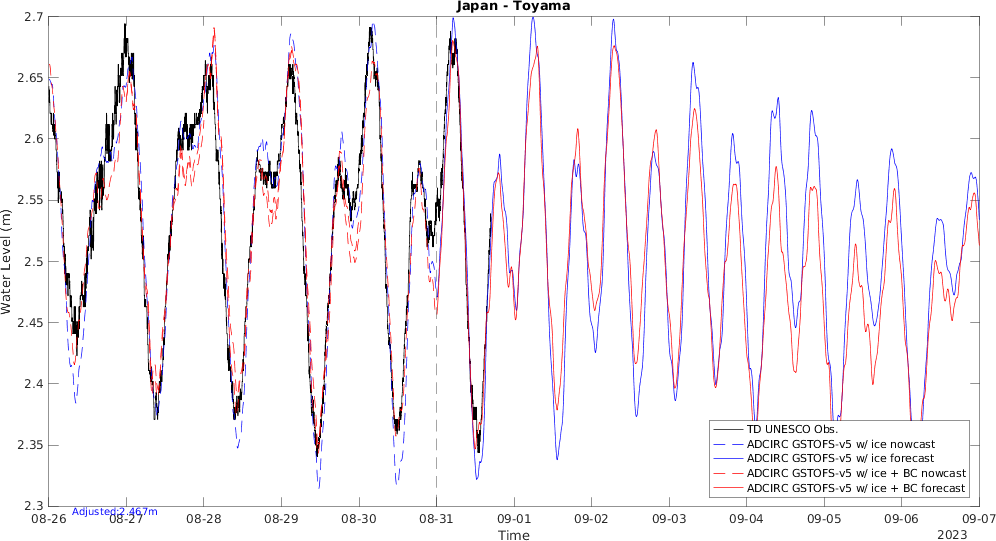 Japan - Toyama
Water Level (m)
2.7
2.65
2.6
2.55
2.5
2.45
2.4
2.35
2.3
TD UNESCO Obs.
ADCIRC GSTOFS-v5 w/ ice nowcast
ADCIRC GSTOFS-v5 w/ ice forecast
ADCIRC GSTOFS-v5 w/ ice + BC nowcast
ADCIRC GSTOFS-v5 w/ ice + BC forecast
Adjusted:2.467m
08-26 08-27 08-28 08-29 08-30 08-31 09-01 09-02 09-03 09-04 09-05 09-06 09-07
Time
2023